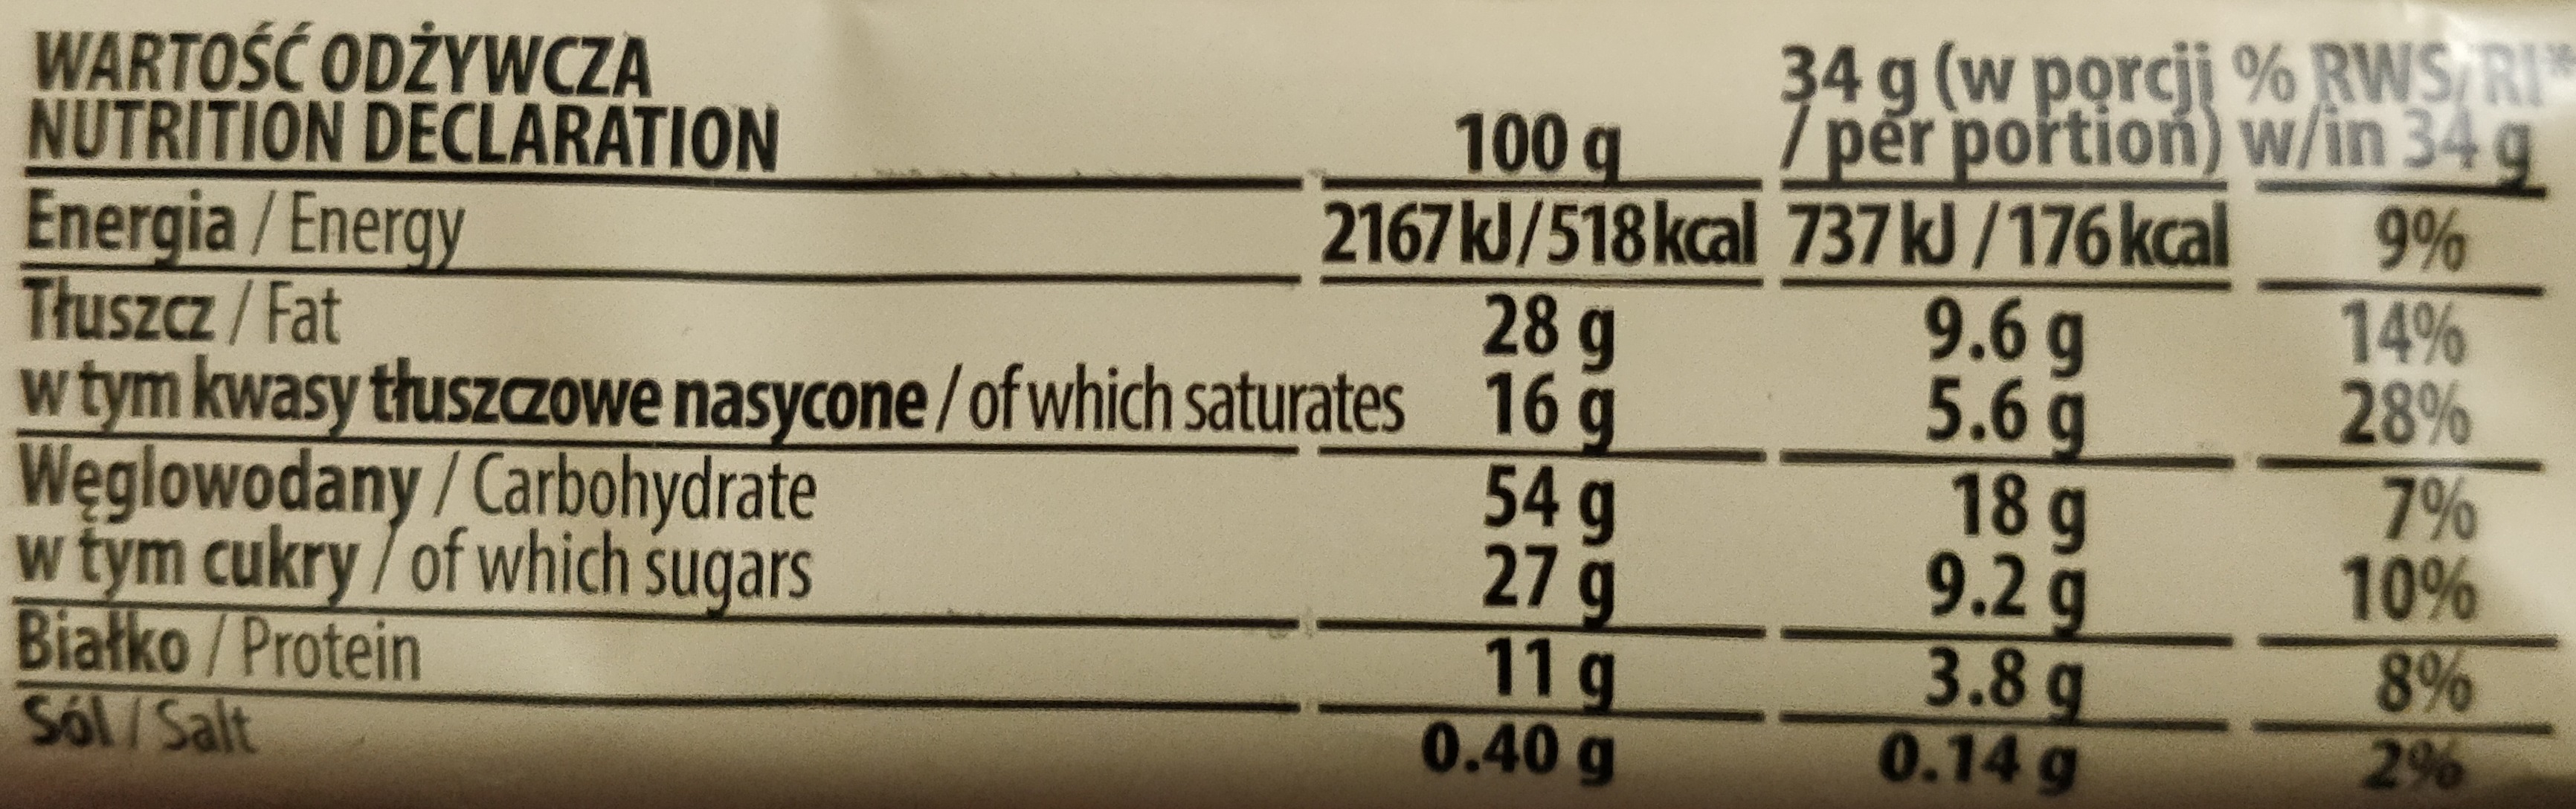 WARTOŚĆ ODŻYWCZA
NUTRITION DECLARATION 100 g 34 g (w porcji / per portion) % RWS/RI* w/in 34 g
Energia / Energy 2167 kJ/518 kcal 737 kJ /176 kcal 9%
Tłuszcz / Fat 28 g 9.6 g 14%
w tym kwasy tłuszczowe nasycone / of which saturates 16 g 5.6 g 28%
Węglowodany / Carbohydrate 54 g 18 g 7%
w tym cukry / of which sugars 27 g 9.2 g 10%
Białko / Protein 11 g 3.8 g 8%
Sól / Salt 0.40 g 0.14 g 2%